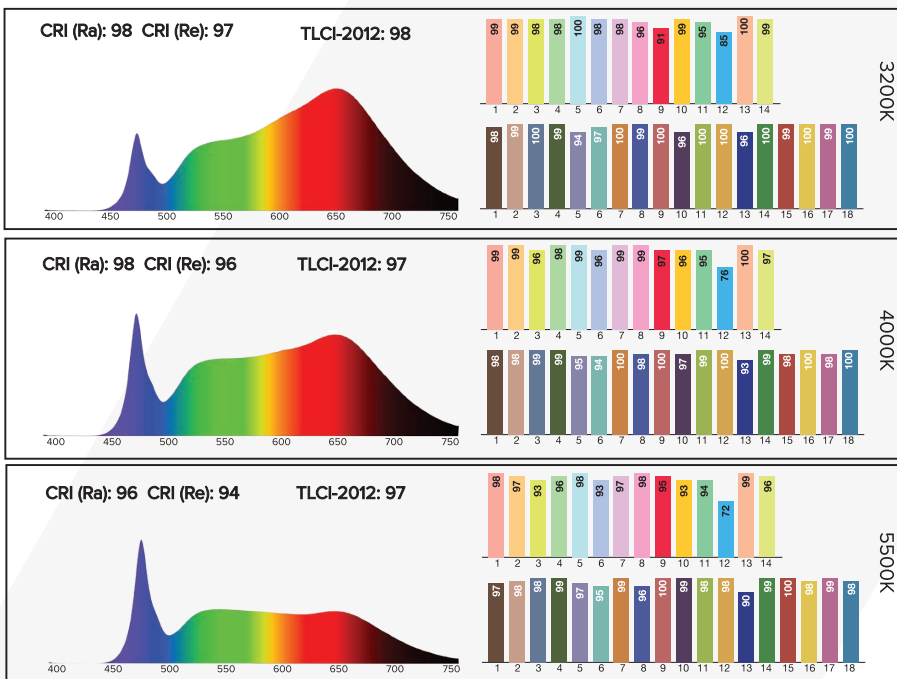 CRI (Ra): 98 CRI (Re): 97 TLCI-2012: 98
99 99 98 98 100 98 98 96 91 99 95 85 100 99
1 2 3 4 5 6 7 8 9 10 11 12 13 14
98 99 100 99 94 97 100 99 100 96 100 100 96 100 99 100 99 100
1 2 3 4 5 6 7 8 9 10 11 12 13 14 15 16 17 18
400 450 500 550 600 650 700 750
3200K
CRI (Ra): 98 CRI (Re): 96 TLCI-2012: 97
99 99 96 98 99 96 99 99 97 96 95 76 100 97
1 2 3 4 5 6 7 8 9 10 11 12 13 14
98 98 99 99 95 94 100 98 100 97 99 100 93 99 98 100 98 100
1 2 3 4 5 6 7 8 9 10 11 12 13 14 15 16 17 18
400 450 500 550 600 650 700 750
4000K
CRI (Ra): 96 CRI (Re): 94 TLCI-2012: 97
98 97 93 96 98 93 97 98 95 93 94 72 99 96
1 2 3 4 5 6 7 8 9 10 11 12 13 14
97 98 98 99 97 95 99 96 100 99 98 98 90 99 100 98 99 98
1 2 3 4 5 6 7 8 9 10 11 12 13 14 15 16 17 18
400 450 500 550 600 650 700 750
5500K